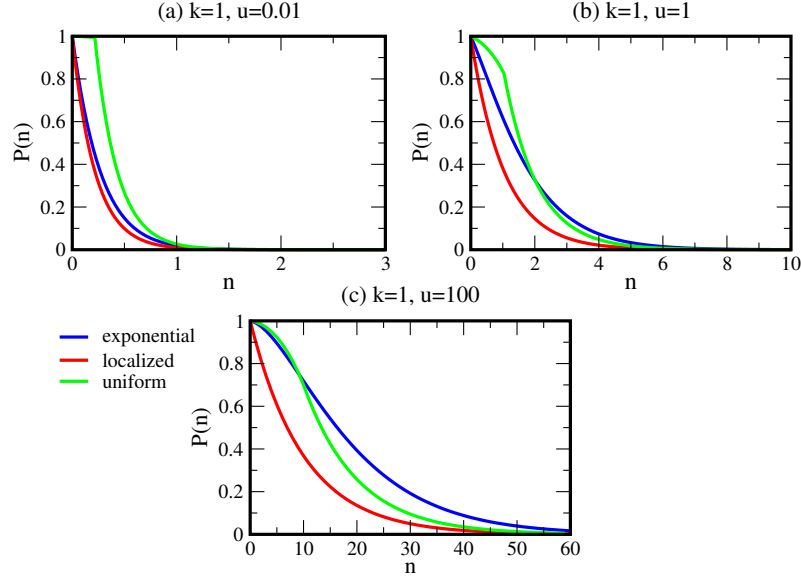 (a) k=1, u=0.01
P(n)
1
0.8
0.6
0.4
0.2
0
0 1 2 3
n
(b) k=1, u=1
P(n)
1
0.8
0.6
0.4
0.2
0
0 2 4 6 8 10
n
exponential
localized
uniform
(c) k=1, u=100
P(n)
1
0.8
0.6
0.4
0.2
0
0 10 20 30 40 50 60
n